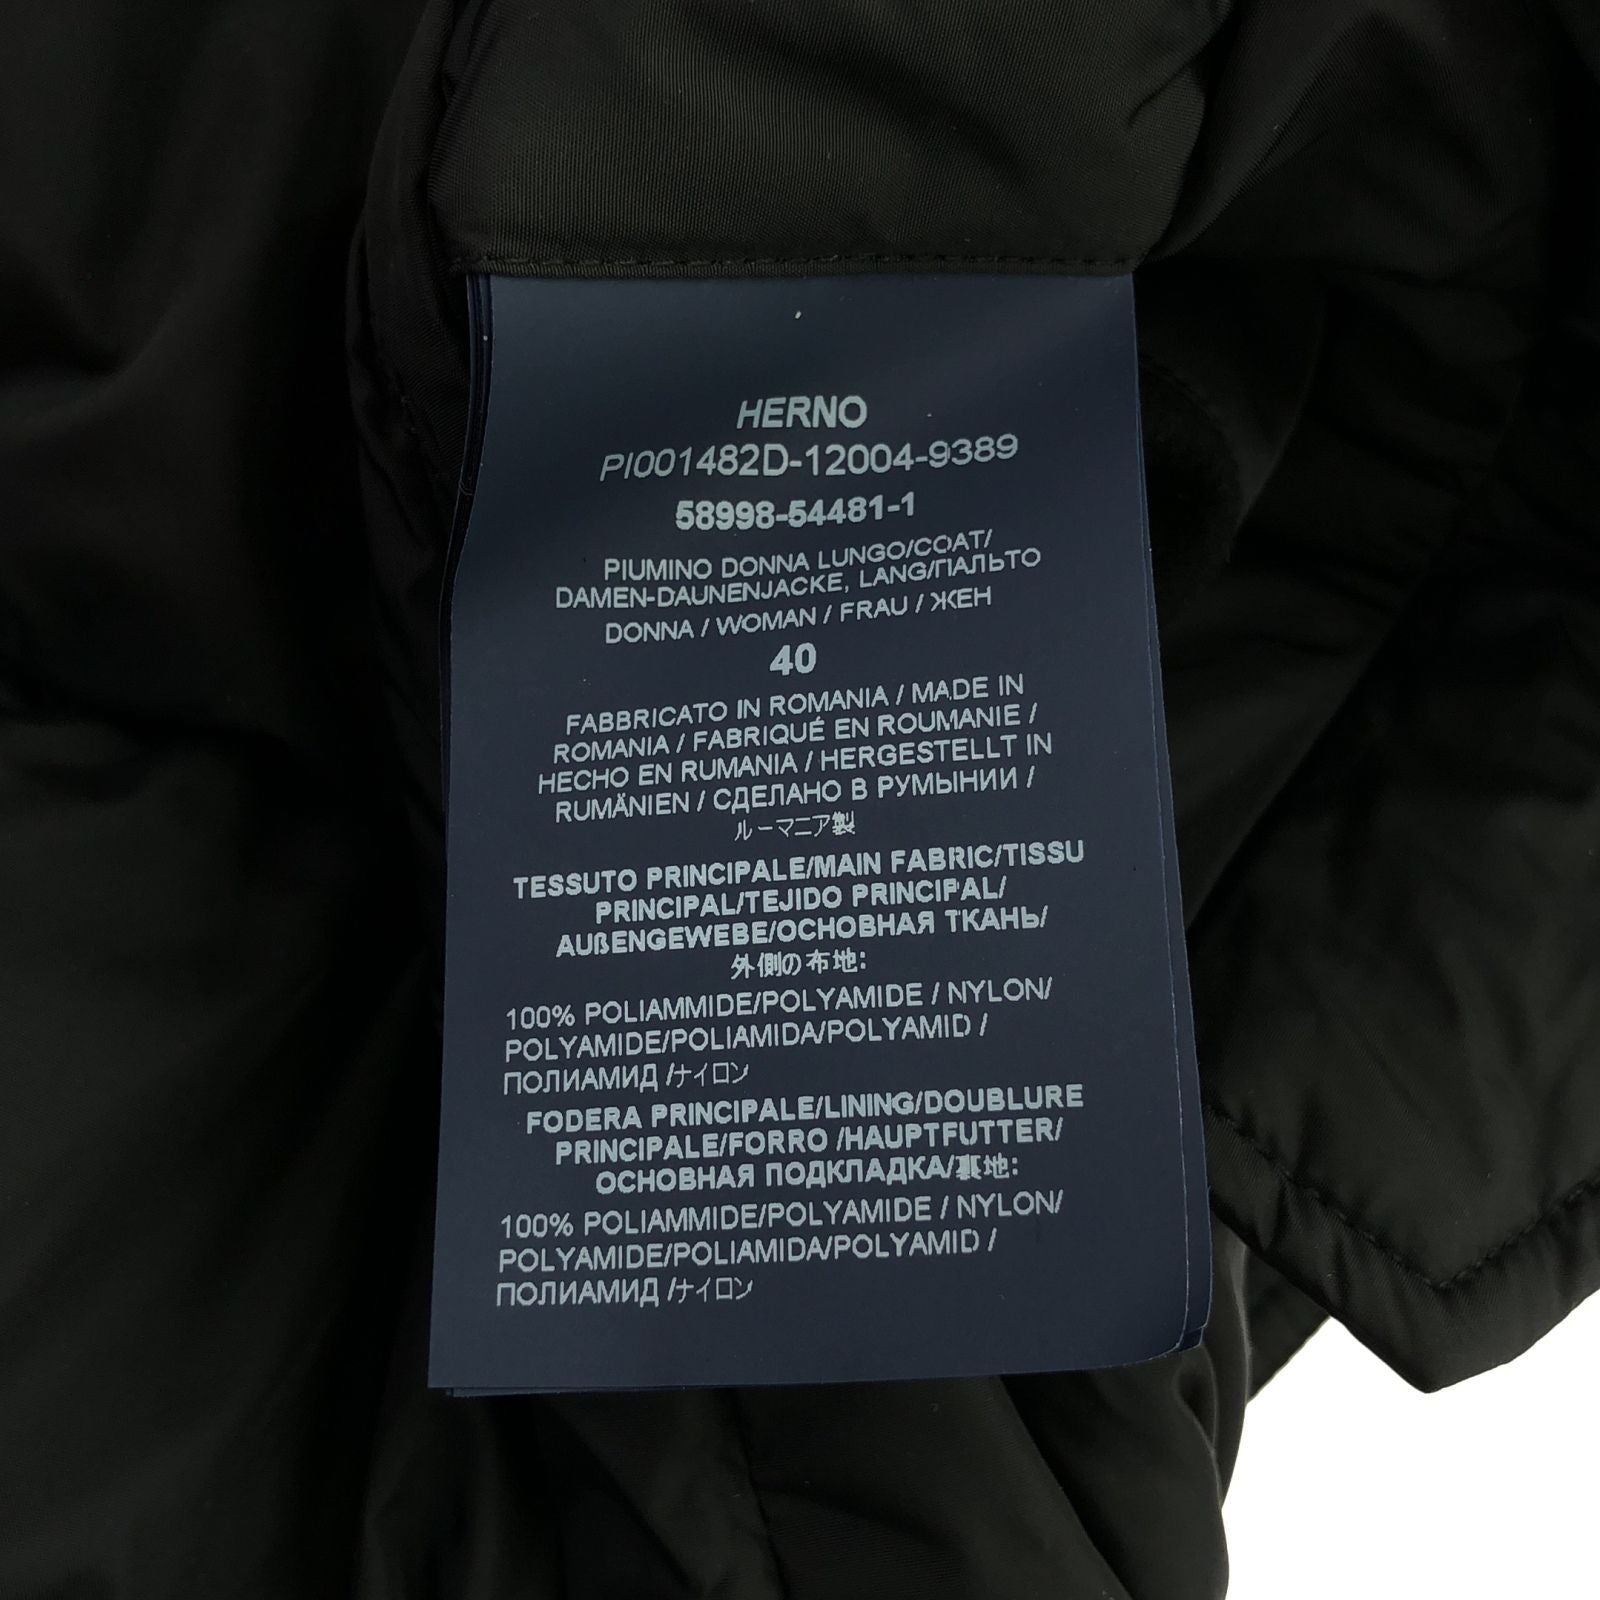 HERNO
PI001482D-12004-9389
58998-54481-1
PIUMINO DONNA LUNGO/COAT/
DAMEN-DAUNENJACKE, LANG/ПАЛЬТО
DONNA / WOMAN / FRAU / ЖЕН
40
FABBRICATO IN ROMANIA / MADE IN
ROMANIA / FABRIQUÉ EN ROUMANIE /
HECHO EN RUMANIA / HERGESTELLT IN
RUMÄNIEN / СДЕЛАНО В РУМЫНИИ /
ルーマニア製
TESSUTO PRINCIPALE/MAIN FABRIC/TISSU
PRINCIPAL/TEJIDO PRINCIPAL/
AUßENGEWEBE/ОСНОВНАЯ ТКАНЬ/
外側の布地:
100% POLIAMMIDE/POLYAMIDE / NYLON/
POLYAMIDE/POLIAMIDA/POLYAMID /
ПОЛИАМИД /ナイロン
FODERA PRINCIPALE/LINING/DOUBLURE
PRINCIPALE/FORRO /HAUPTFUTTER/
ОСНОВНАЯ ПОДКЛАДКА/裏地:
100% POLIAMMIDE/POLYAMIDE / NYLON/
POLYAMIDE/POLIAMIDA/POLYAMID /
ПОЛИАМИД /ナイロン